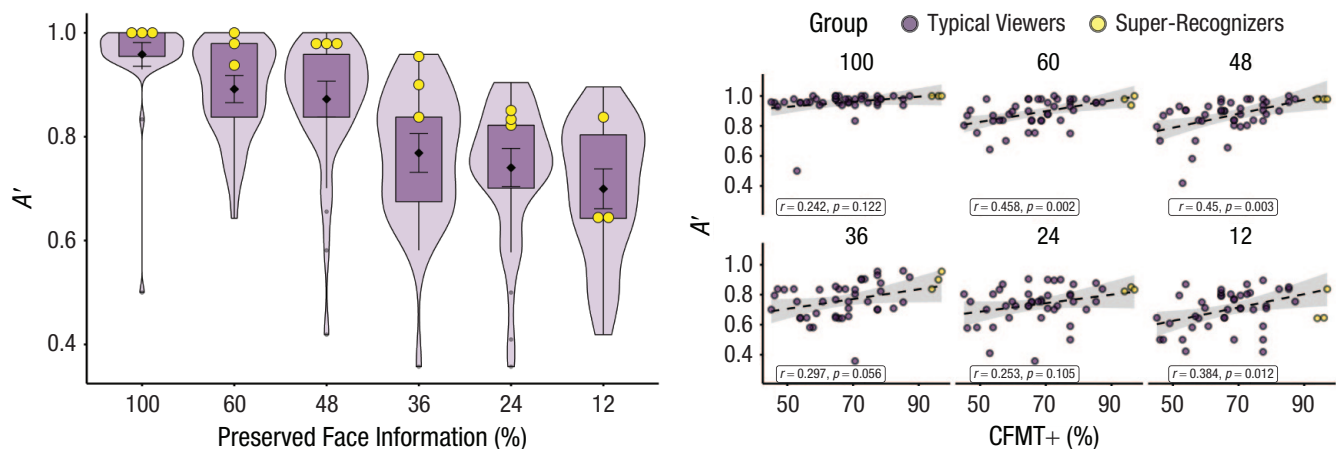 A′
1.0
0.8
0.6
0.4
100 60 48 36 24 12
Preserved Face Information (%)
Group Typical Viewers Super-Recognizers
100 60 48
A′
1.0
0.8
0.6
0.4
r = 0.242, p = 0.122 r = 0.458, p = 0.002 r = 0.45, p = 0.003
36 24 12
1.0
0.8
0.6
0.4
r = 0.297, p = 0.056 r = 0.253, p = 0.105 r = 0.384, p = 0.012
50 70 90 50 70 90 50 70 90
CFMT+ (%)